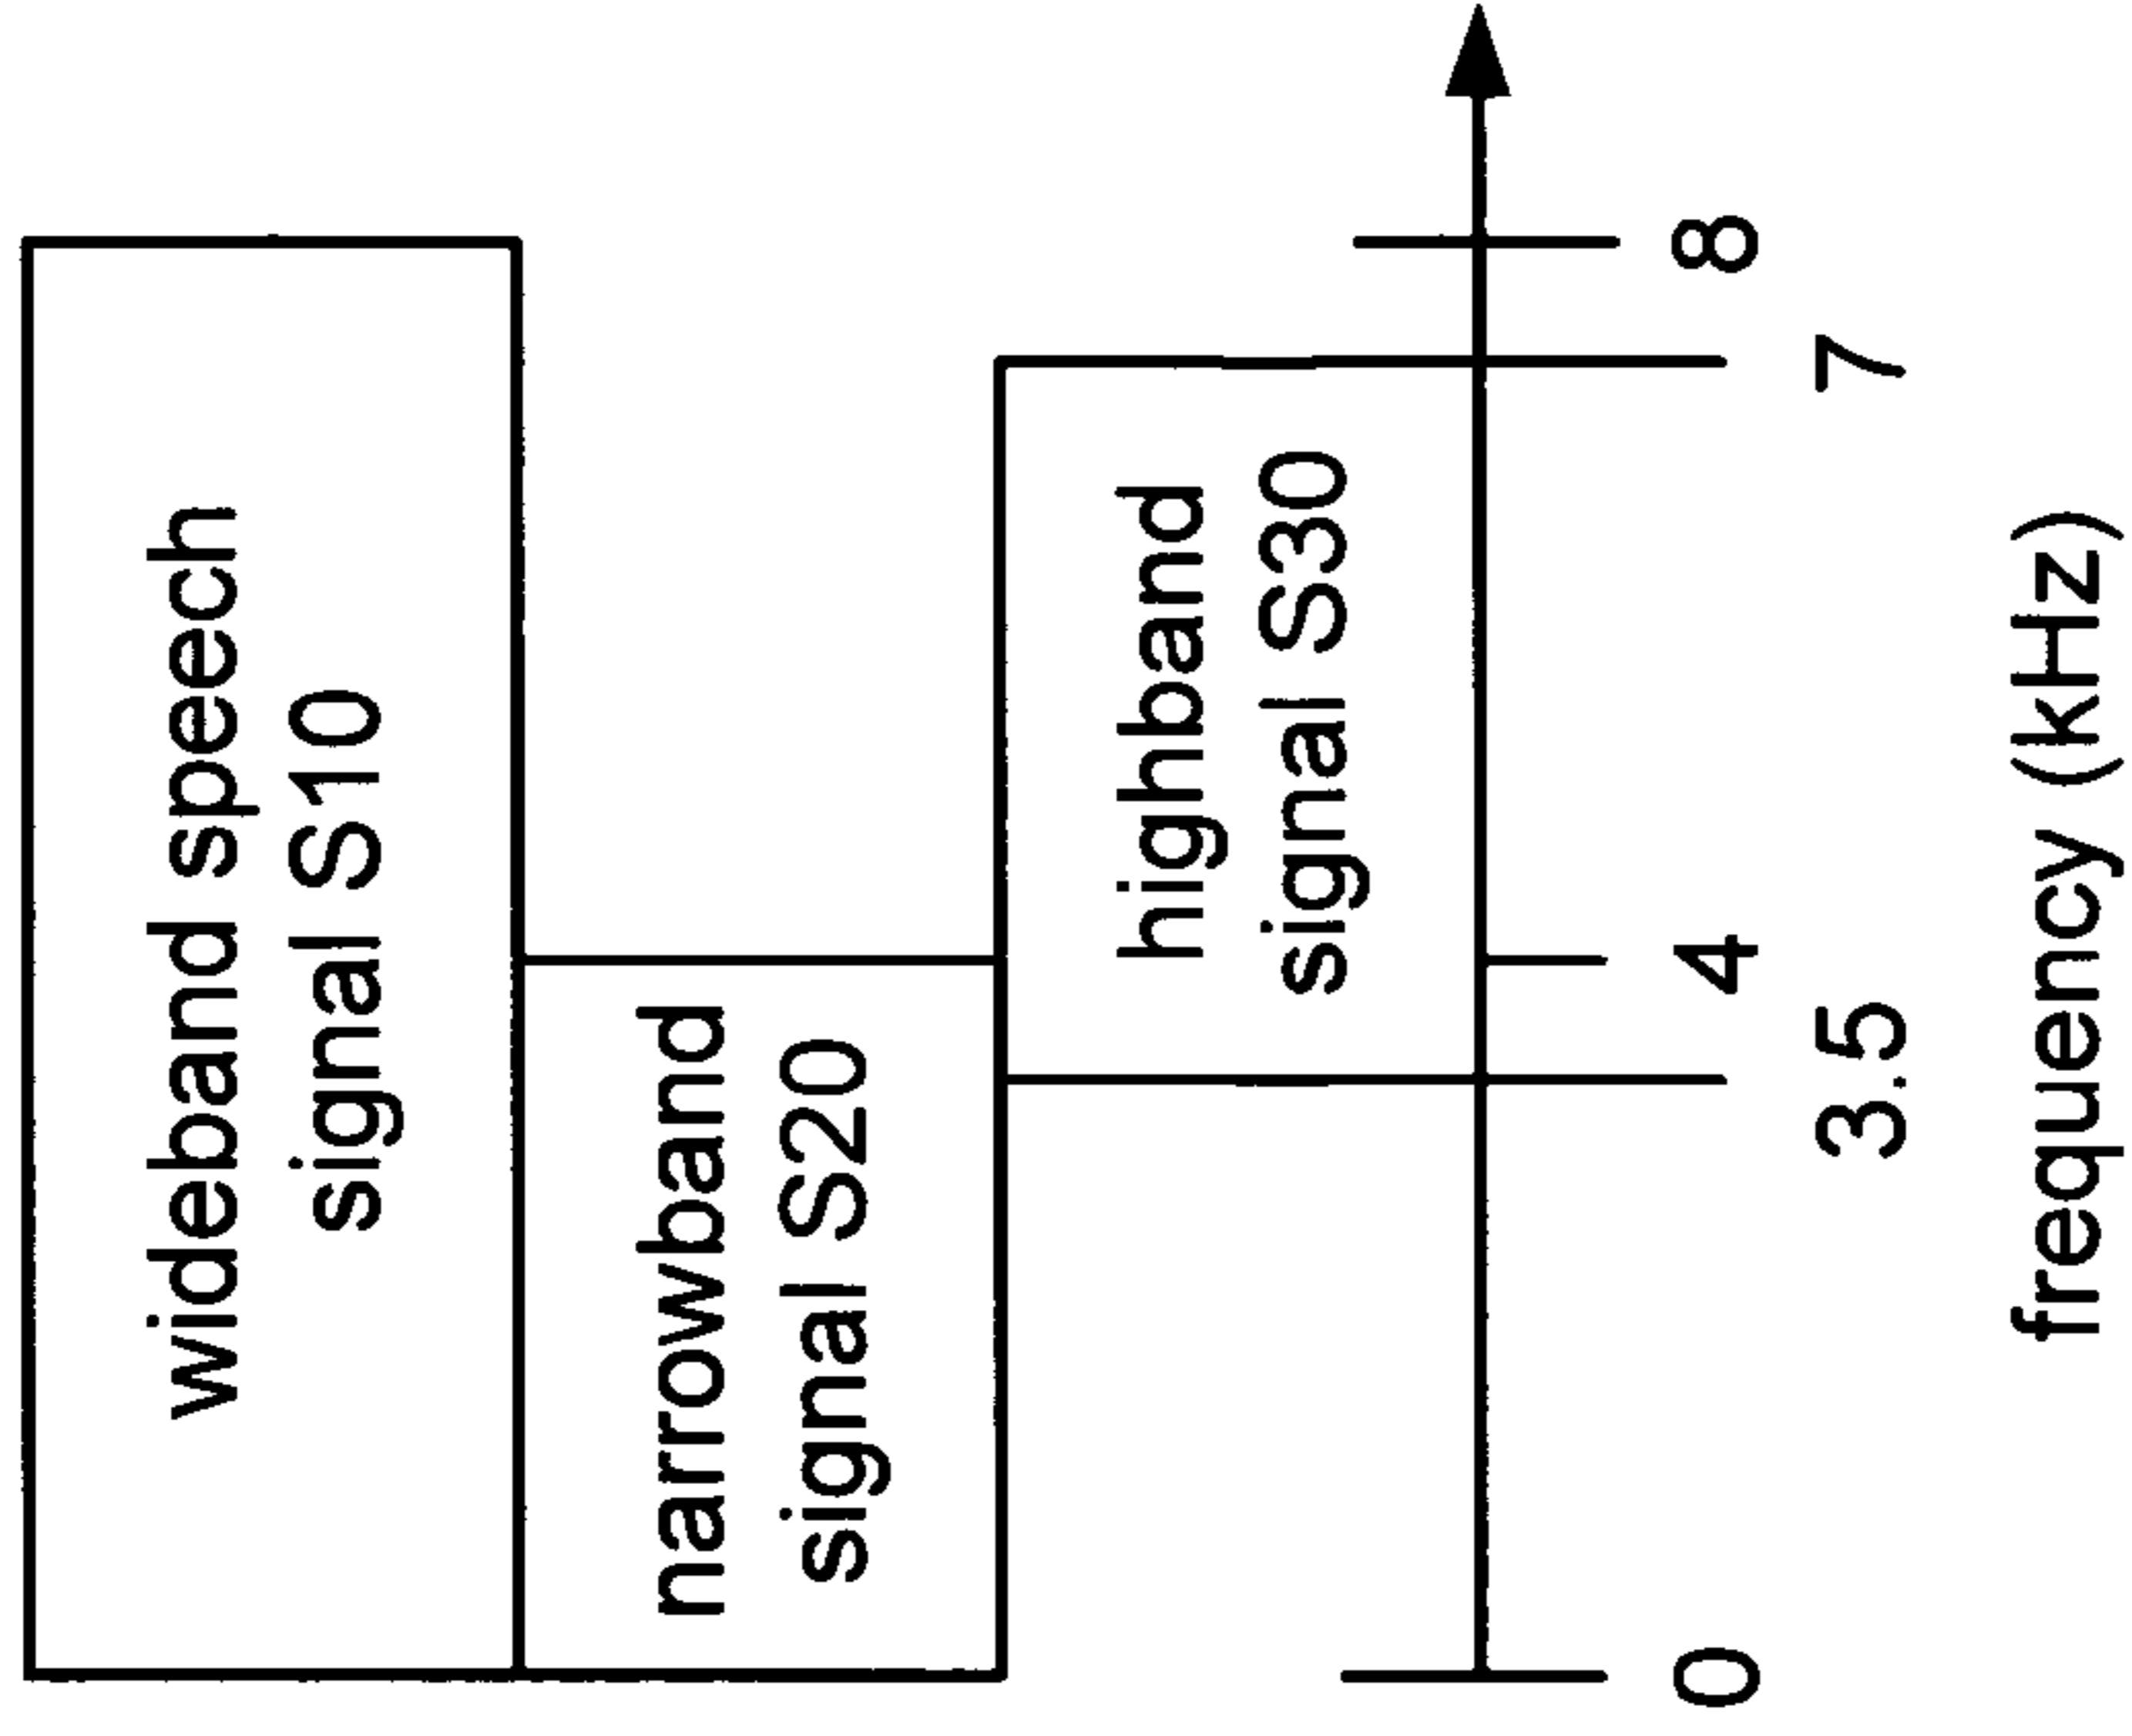 wideband speech
signal S10
narrowband
signal S20
highband
signal S30
0 4 8
3.5 7
frequency (kHz)